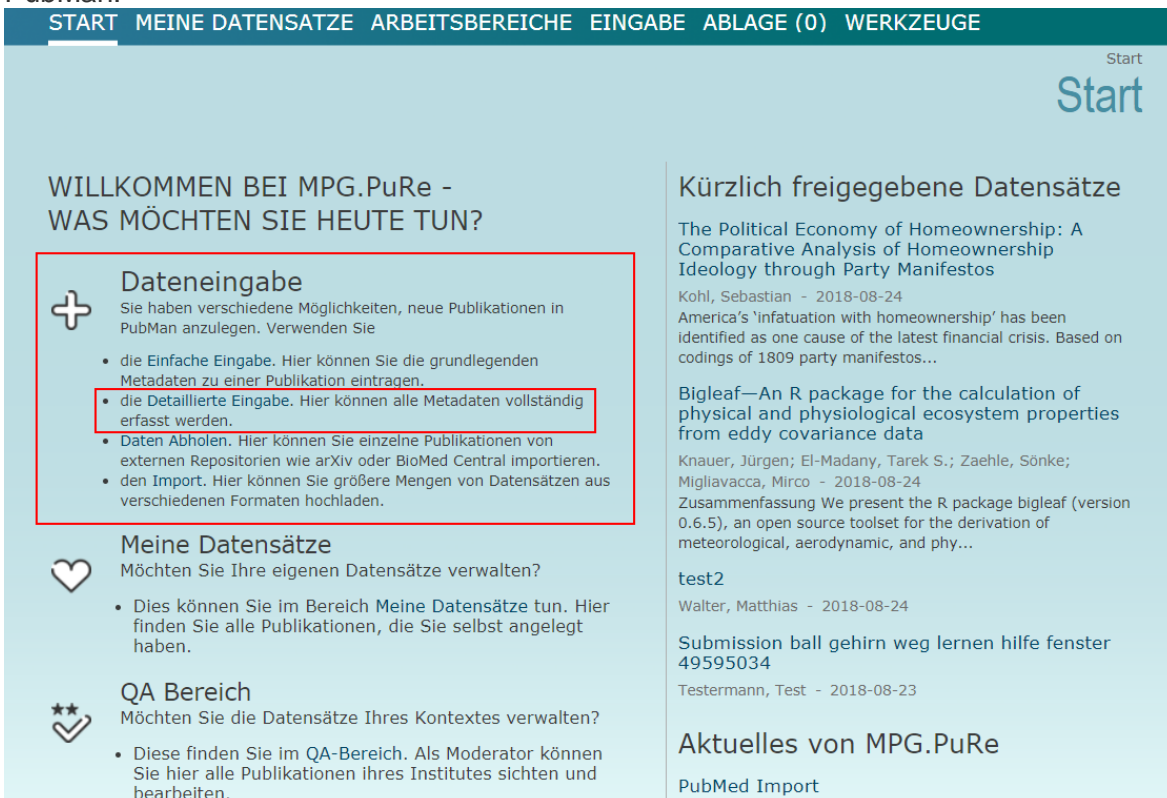 PubMan.
START MEINE DATENSÄTZE ARBEITSBEREICHE EINGABE ABLAGE (0) WERKZEUGE
Start
Start
WILLKOMMEN BEI MPG.PuRe -
WAS MÖCHTEN SIE HEUTE TUN?
Dateneingabe
Sie haben verschiedene Möglichkeiten, neue Publikationen in
PubMan anzulegen. Verwenden Sie
• die Einfache Eingabe. Hier können Sie die grundlegenden
Metadaten zu einer Publikation eintragen.
• die Detaillierte Eingabe. Hier können alle Metadaten vollständig
erfasst werden.
• Daten Abholen. Hier können Sie einzelne Publikationen von
externen Repositorien wie arXiv oder BioMed Central importieren.
• den Import. Hier können Sie größere Mengen von Datensätzen aus
verschiedenen Formaten hochladen.
Meine Datensätze
Möchten Sie Ihre eigenen Datensätze verwalten?
• Dies können Sie im Bereich Meine Datensätze tun. Hier
finden Sie alle Publikationen, die Sie selbst angelegt
haben.
QA Bereich
Möchten Sie die Datensätze Ihres Kontextes verwalten?
• Diese finden Sie im QA-Bereich. Als Moderator können
Sie hier alle Publikationen ihres Institutes sichten und
bearbeiten.
Kürzlich freigegebene Datensätze
The Political Economy of Homeownership: A
Comparative Analysis of Homeownership
Ideology through Party Manifestos
Kohl, Sebastian - 2018-08-24
America's 'infatuation with homeownership' has been
identified as one cause of the latest financial crisis. Based on
codings of 1809 party manifestos...
Bigleaf—An R package for the calculation of
physical and physiological ecosystem properties
from eddy covariance data
Knauer, Jürgen; El-Madany, Tarek S.; Zaehle, Sönke;
Migliavacca, Mirco - 2018-08-24
Zusammenfassung We present the R package bigleaf (version
0.6.5), an open source toolset for the derivation of
meteorological, aerodynamic, and phy...
test2
Walter, Matthias - 2018-08-24
Submission ball gehirn weg lernen hilfe fenster
49595034
Testermann, Test - 2018-08-23
Aktuelles von MPG.PuRe
PubMed Import